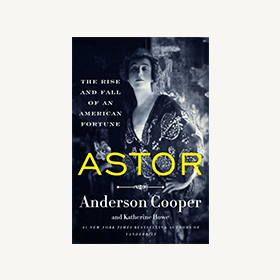 THE RISE
AND FALL
OF AN
AMERICAN
FORTUNE
ASTOR
Anderson Cooper
and Katherine Howe
#1 NEW YORK TIMES BESTSELLING AUTHORS OF
VANDERBILT